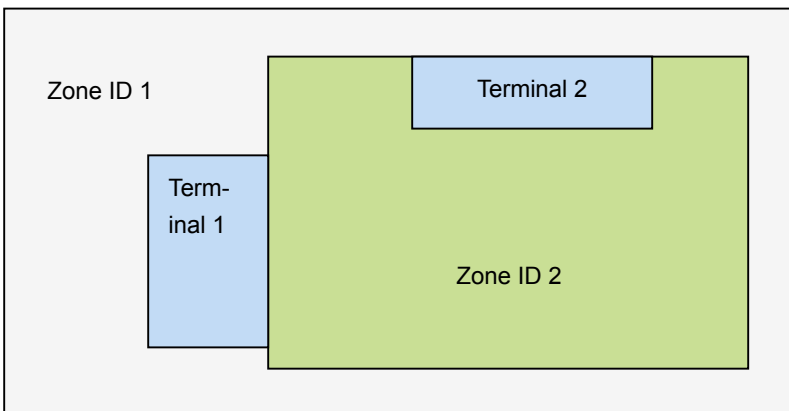 Terminal 2
Zone ID 1
Term-
inal 1
Zone ID 2